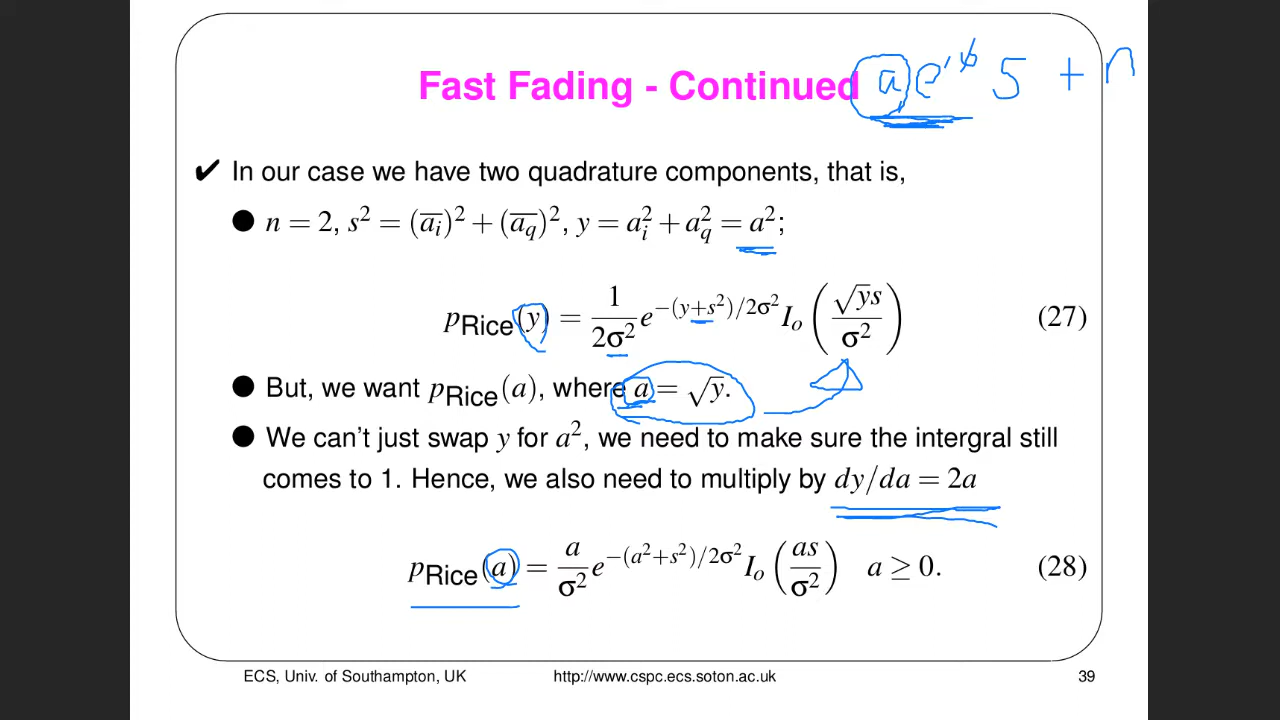 Fast Fading - Continued
a e^{jϕ} S + n
✔ In our case we have two quadrature components, that is,
● n = 2, s² = (a̅ᵢ)² + (a̅_q)², y = aᵢ² + a_q² = a²;
p_Rice(y) = 1/(2σ²) e^{−(y+s²)/2σ²} I_o(√y s/σ²) (27)
● But, we want p_Rice(a), where a = √y.
● We can't just swap y for a², we need to make sure the intergral still
comes to 1. Hence, we also need to multiply by dy/da = 2a
p_Rice(a) = a/σ² e^{−(a²+s²)/2σ²} I_o(as/σ²) a ≥ 0. (28)
ECS, Univ. of Southampton, UK http://www.cspc.ecs.soton.ac.uk 39